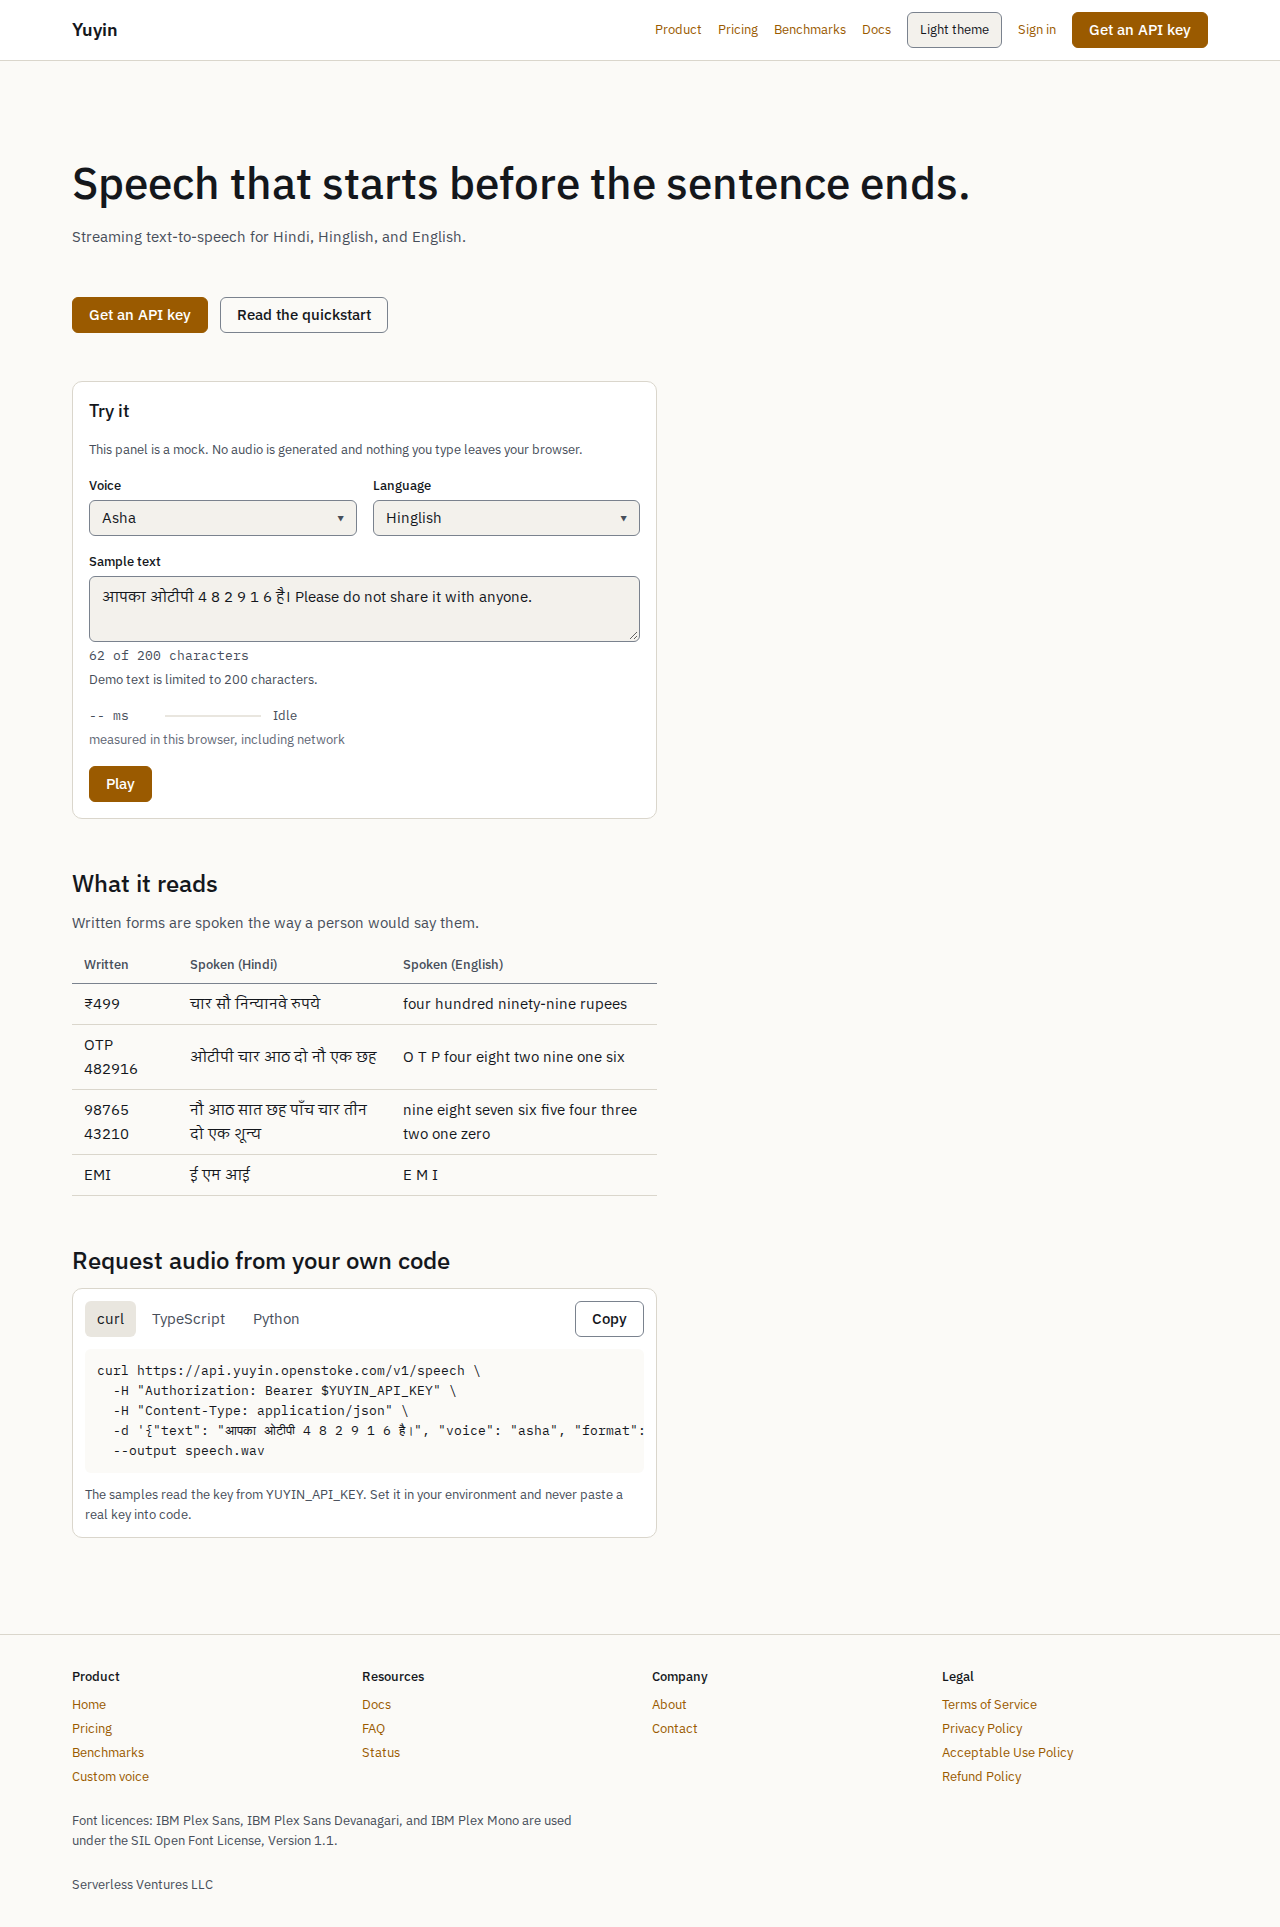 Yuyin
Product Pricing Benchmarks Docs Light theme Sign in Get an API key
Speech that starts before the sentence ends.
Streaming text-to-speech for Hindi, Hinglish, and English.
Get an API key Read the quickstart
Try it
This panel is a mock. No audio is generated and nothing you type leaves your browser.
Voice Language
Asha Hinglish
Sample text
आपका ओटीपी 4 8 2 9 1 6 है। Please do not share it with anyone.
62 of 200 characters
Demo text is limited to 200 characters.
-- ms Idle
measured in this browser, including network
Play
What it reads
Written forms are spoken the way a person would say them.
Written Spoken (Hindi) Spoken (English)
₹499 चार सौ निन्यानवे रुपये four hundred ninety-nine rupees
OTP
482916 ओटीपी चार आठ दो नौ एक छह O T P four eight two nine one six
98765 नौ आठ सात छह पाँच चार तीन nine eight seven six five four three
43210 दो एक शून्य two one zero
EMI ई एम आई E M I
Request audio from your own code
curl TypeScript Python Copy
curl https://api.yuyin.openstoke.com/v1/speech \
-H "Authorization: Bearer $YUYIN_API_KEY" \
-H "Content-Type: application/json" \
-d '{"text": "आपका ओटीपी 4 8 2 9 1 6 है।", "voice": "asha", "format":
--output speech.wav
The samples read the key from YUYIN_API_KEY. Set it in your environment and never paste a
real key into code.
Product Resources Company Legal
Home Docs About Terms of Service
Pricing FAQ Contact Privacy Policy
Benchmarks Status Acceptable Use Policy
Custom voice Refund Policy
Font licences: IBM Plex Sans, IBM Plex Sans Devanagari, and IBM Plex Mono are used
under the SIL Open Font License, Version 1.1.
Serverless Ventures LLC